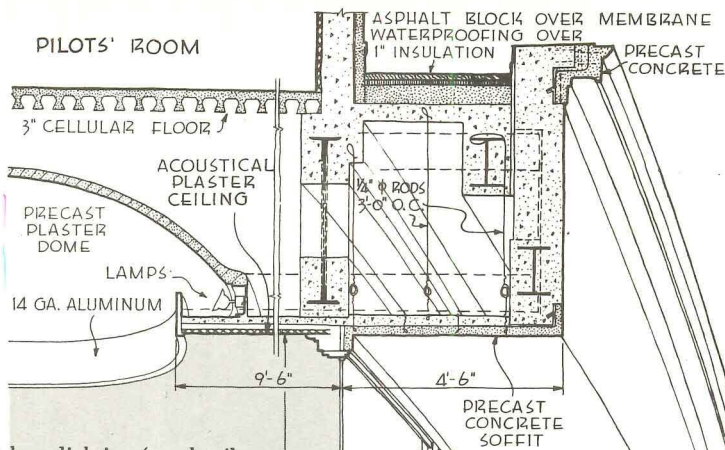 PILOTS' ROOM
ASPHALT BLOCK OVER MEMBRANE
WATERPROOFING OVER
1" INSULATION
PRECAST
CONCRETE
3" CELLULAR FLOOR
ACOUSTICAL
PLASTER
CEILING
1/4" φ RODS
3'-0" O.C.
PRECAST
PLASTER
DOME
LAMPS
14 GA. ALUMINUM
9'-6"
4'-6"
PRECAST
CONCRETE
SOFFIT